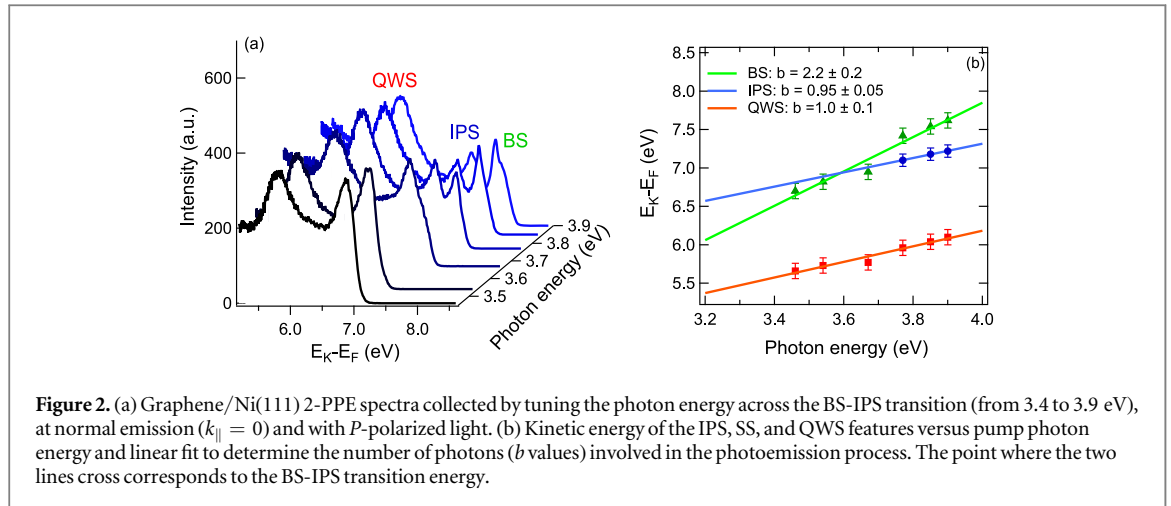 (a)
600
400
200
0
Intensity (a.u.)
QWS
IPS
BS
3.9
3.8
3.7
3.6
3.5
Photon energy (eV)
6.0 7.0 8.0
E_K-E_F (eV)
(b)
BS: b = 2.2 ± 0.2
IPS: b = 0.95 ± 0.05
QWS: b =1.0 ± 0.1
8.5
8.0
7.5
7.0
6.5
6.0
5.5
E_K-E_F (eV)
3.2 3.4 3.6 3.8 4.0
Photon energy (eV)
Figure 2. (a) Graphene/Ni(111) 2-PPE spectra collected by tuning the photon energy across the BS-IPS transition (from 3.4 to 3.9 eV),
at normal emission (k∥ = 0) and with P-polarized light. (b) Kinetic energy of the IPS, SS, and QWS features versus pump photon
energy and linear fit to determine the number of photons (b values) involved in the photoemission process. The point where the two
lines cross corresponds to the BS-IPS transition energy.